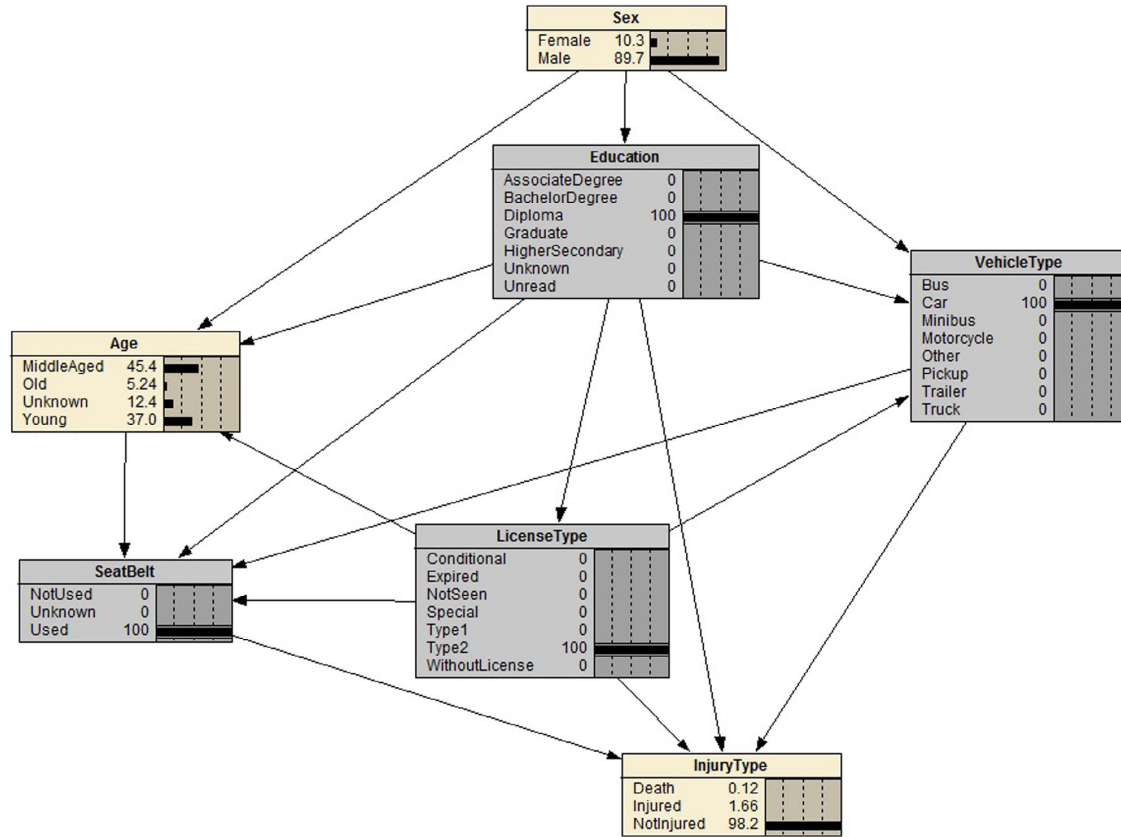 Sex
Female 10.3
Male 89.7
Education
AssociateDegree 0
BachelorDegree 0
Diploma 100
Graduate 0
HigherSecondary 0
Unknown 0
Unread 0
VehicleType
Bus 0
Car 100
Minibus 0
Motorcycle 0
Other 0
Pickup 0
Trailer 0
Truck 0
Age
MiddleAged 45.4
Old 5.24
Unknown 12.4
Young 37.0
LicenseType
Conditional 0
Expired 0
NotSeen 0
Special 0
Type1 0
Type2 100
WithoutLicense 0
SeatBelt
NotUsed 0
Unknown 0
Used 100
InjuryType
Death 0.12
Injured 1.66
NotInjured 98.2